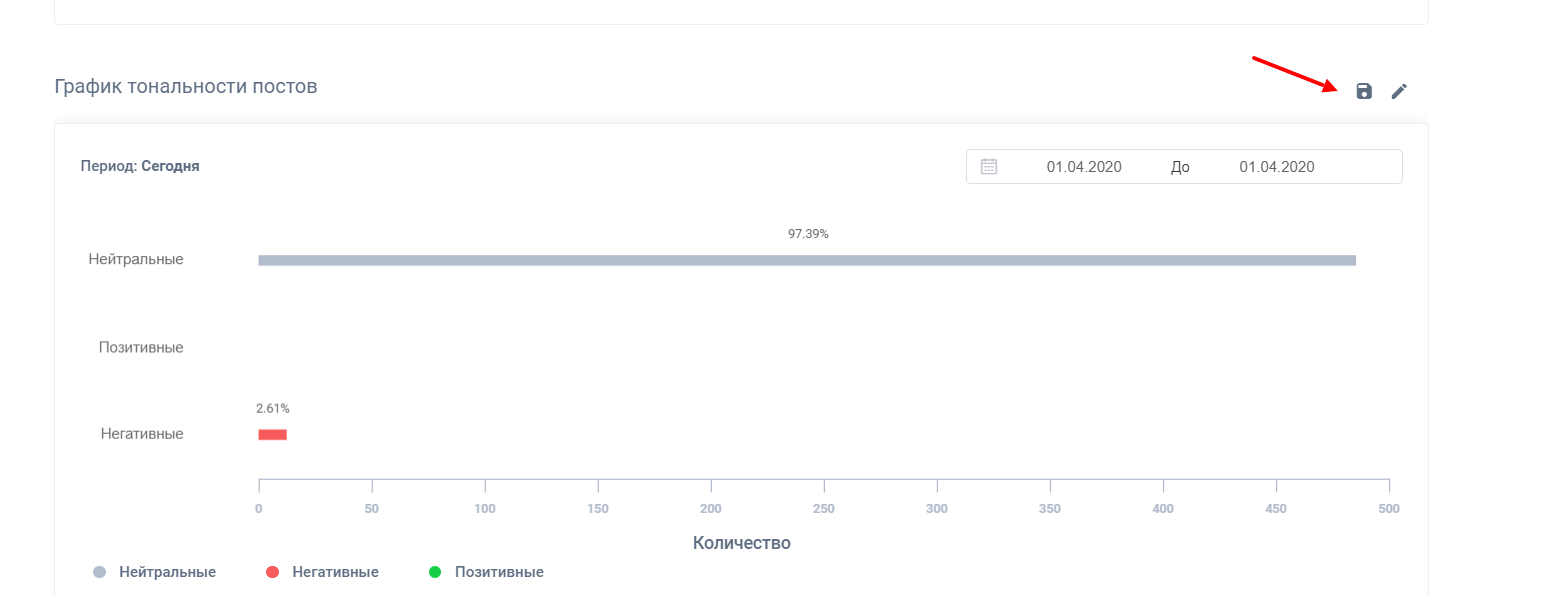 График тональности постов
Период: Сегодня
01.04.2020 До 01.04.2020
97.39%
Нейтральные
Позитивные
2.61%
Негативные
0 50 100 150 200 250 300 350 400 450 500
Количество
Нейтральные Негативные Позитивные